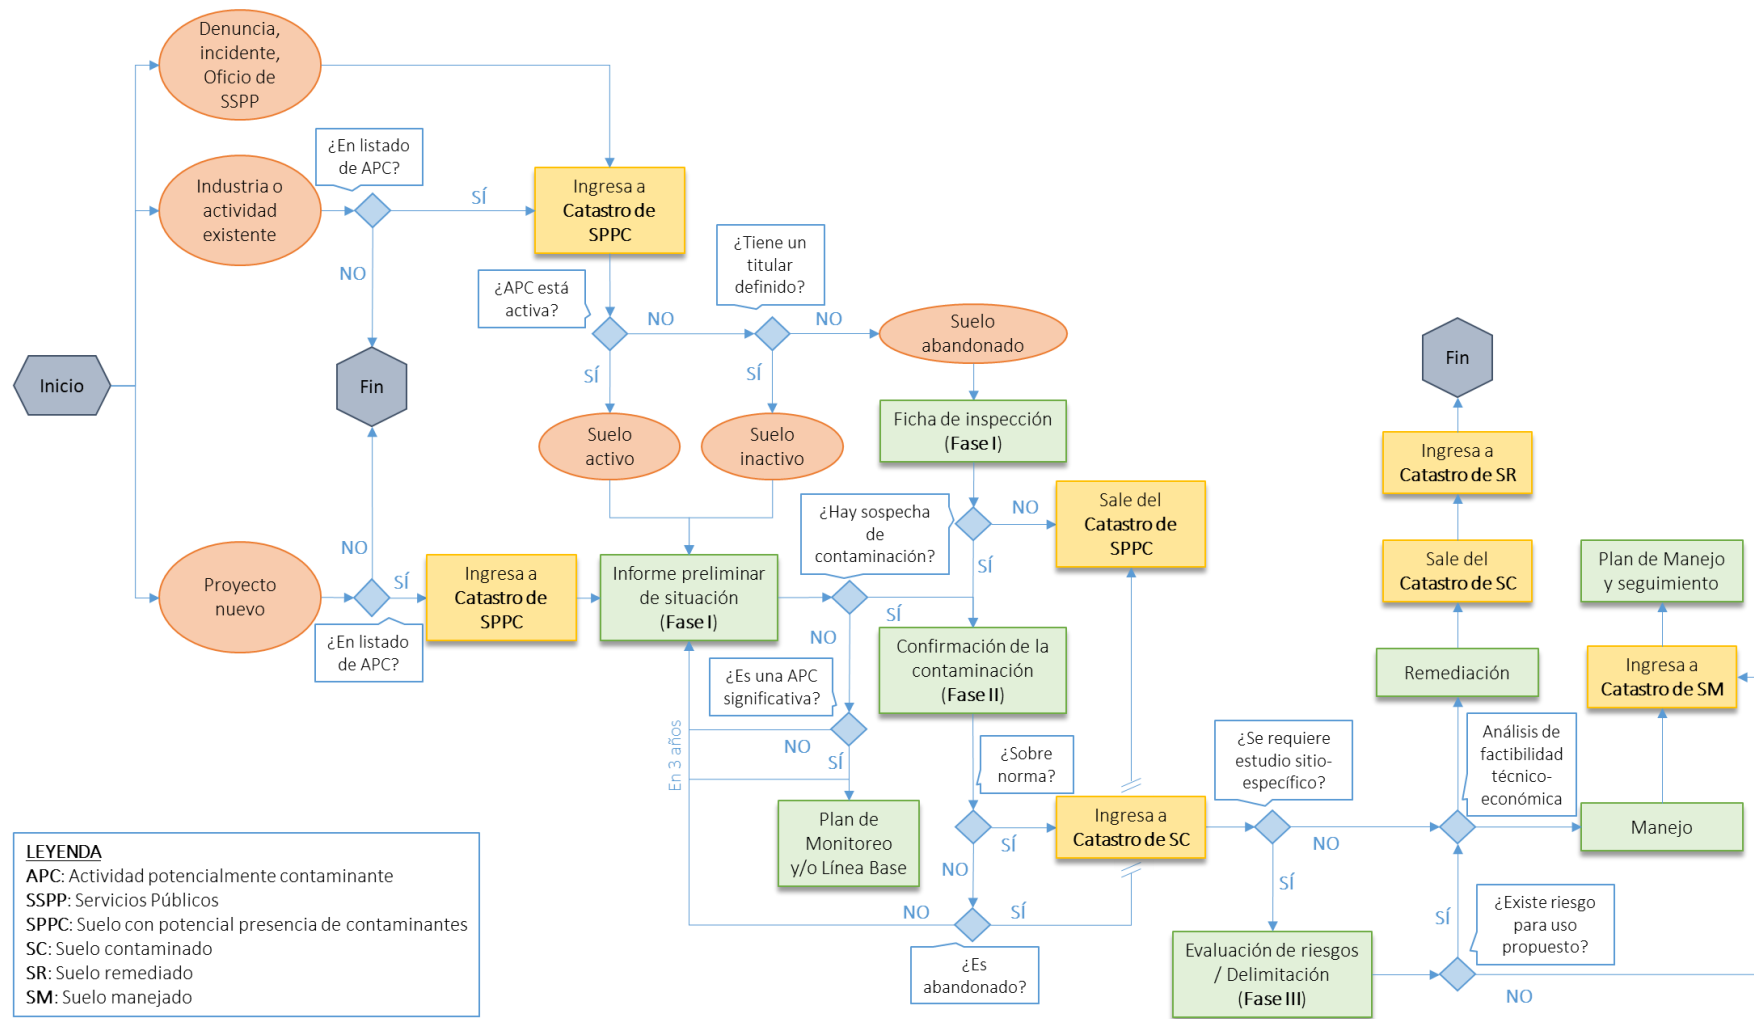 Denuncia,
incidente,
Oficio de
SSPP
¿En listado
de APC?
Industria o
actividad
existente
SÍ
NO
Ingresa a
Catastro de
SPPC
¿Tiene un
titular
definido?
¿APC está
activa?
NO
NO
Suelo
abandonado
SÍ
SÍ
Inicio
Fin
Fin
Suelo
activo
Suelo
inactivo
Ficha de inspección
(Fase I)
Ingresa a
Catastro de SR
¿Hay sospecha
de
contaminación?
NO
Sale del
Catastro de
SPPC
SÍ
NO
Proyecto
nuevo
SÍ
¿En listado
de APC?
Ingresa a
Catastro de
SPPC
Informe preliminar
de situación
(Fase I)
SÍ
NO
Sale del
Catastro de SC
Plan de Manejo
y seguimiento
Confirmación de la
contaminación
(Fase II)
Remediación
Ingresa a
Catastro de SM
¿Es una APC
significativa?
NO
SÍ
En 3 años
¿Sobre
norma?
¿Se requiere
estudio sitio-
específico?
Análisis de
factibilidad
técnico-
económica
Plan de
Monitoreo
y/o Línea Base
SÍ
NO
Ingresa a
Catastro de SC
NO
SÍ
Manejo
NO
SÍ
¿Es
abandonado?
Evaluación de riesgos
/ Delimitación
(Fase III)
SÍ
¿Existe riesgo
para uso
propuesto?
NO
LEYENDA
APC: Actividad potencialmente contaminante
SSPP: Servicios Públicos
SPPC: Suelo con potencial presencia de contaminantes
SC: Suelo contaminado
SR: Suelo remediado
SM: Suelo manejado